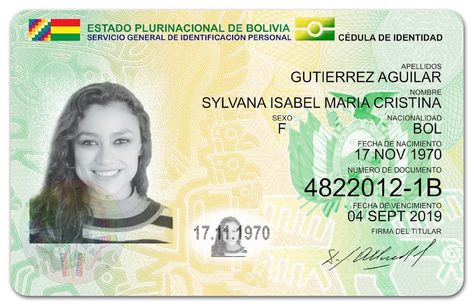 ESTADO PLURINACIONAL DE BOLIVIA
SERVICIO GENERAL DE IDENTIFICACIÓN PERSONAL
CÉDULA DE IDENTIDAD
APELLIDOS
GUTIERREZ AGUILAR
NOMBRE
SYLVANA ISABEL MARIA CRISTINA
SEXO
F
NACIONALIDAD
BOL
FECHA DE NACIMIENTO
17 NOV 1970
NUMERO DE DOCUMENTO
4822012-1B
FECHA DE VENCIMIENTO
04 SEPT 2019
FIRMA DEL TITULAR
17.11.1970